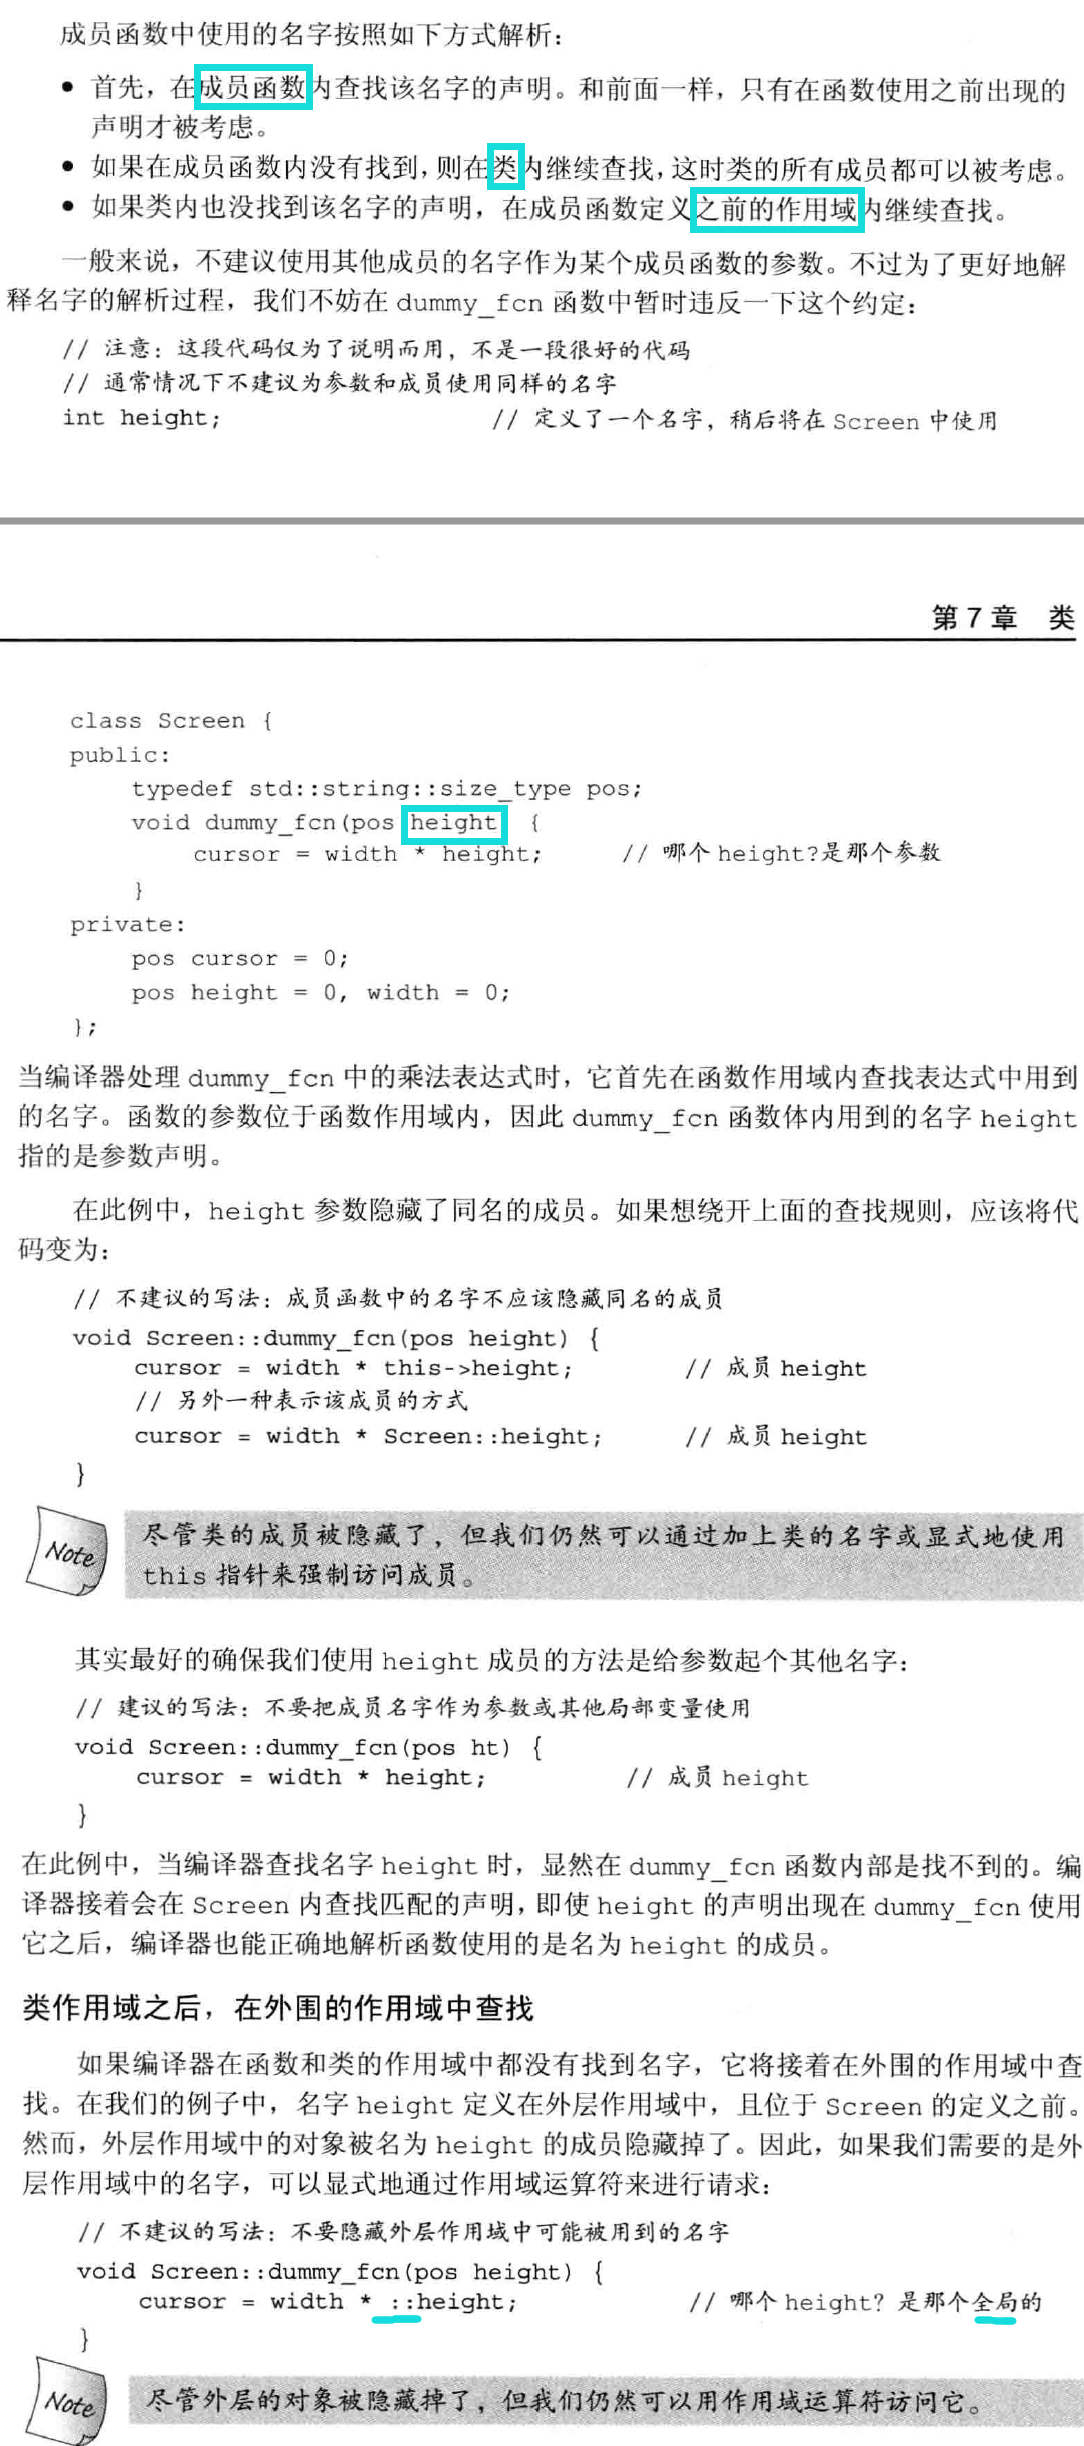 成员函数中使用的名字按照如下方式解析：
● 首先，在成员函数内查找该名字的声明。和前面一样，只有在函数使用之前出现的
声明才被考虑。
● 如果在成员函数内没有找到，则在类内继续查找，这时类的所有成员都可以被考虑。
● 如果类内也没找到该名字的声明，在成员函数定义之前的作用域内继续查找。
一般来说，不建议使用其他成员的名字作为某个成员函数的参数。不过为了更好地解
释名字的解析过程，我们不妨在 dummy_fcn 函数中暂时违反一下这个约定：
// 注意：这段代码仅为了说明而用，不是一段很好的代码
// 通常情况下不建议为参数和成员使用同样的名字
int height; // 定义了一个名字，稍后将在 Screen 中使用
第 7 章 类
class Screen {
public:
typedef std::string::size_type pos;
void dummy_fcn(pos height {
cursor = width * height; // 哪个 height?是那个参数
}
private:
pos cursor = 0;
pos height = 0, width = 0;
};
当编译器处理 dummy_fcn 中的乘法表达式时，它首先在函数作用域内查找表达式中用到
的名字。函数的参数位于函数作用域内，因此 dummy_fcn 函数体内用到的名字 height
指的是参数声明。
在此例中，height 参数隐藏了同名的成员。如果想绕开上面的查找规则，应该将代
码变为：
// 不建议的写法：成员函数中的名字不应该隐藏同名的成员
void Screen::dummy_fcn(pos height) {
cursor = width * this->height; // 成员 height
// 另外一种表示该成员的方式
cursor = width * Screen::height; // 成员 height
}
Note 尽管类的成员被隐藏了，但我们仍然可以通过加上类的名字或显式地使用
this 指针来强制访问成员。
其实最好的确保我们使用 height 成员的方法是给参数起个其他名字：
// 建议的写法：不要把成员名字作为参数或其他局部变量使用
void Screen::dummy_fcn(pos ht) {
cursor = width * height; // 成员 height
}
在此例中，当编译器查找名字 height 时，显然在 dummy_fcn 函数内部是找不到的。编
译器接着会在 Screen 内查找匹配的声明，即使 height 的声明出现在 dummy_fcn 使用
它之后，编译器也能正确地解析函数使用的是名为 height 的成员。
类作用域之后，在外围的作用域中查找
如果编译器在函数和类的作用域中都没有找到名字，它将接着在外围的作用域中查
找。在我们的例子中，名字 height 定义在外层作用域中，且位于 Screen 的定义之前。
然而，外层作用域中的对象被名为 height 的成员隐藏掉了。因此，如果我们需要的是外
层作用域中的名字，可以显式地通过作用域运算符来进行请求：
// 不建议的写法：不要隐藏外层作用域中可能被用到的名字
void Screen::dummy_fcn(pos height) {
cursor = width * ::height; // 哪个 height? 是那个全局的
}
Note 尽管外层的对象被隐藏掉了，但我们仍然可以用作用域运算符访问它。